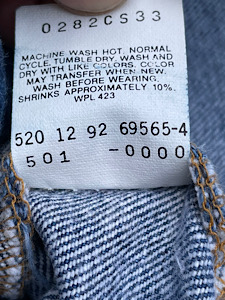 0282CS33
MACHINE WASH HOT, NORMAL
CYCLE, TUMBLE DRY. WASH AND
DRY WITH LIKE COLORS. COLOR
MAY TRANSFER WHEN NEW.
WASH BEFORE WEARING.
SHRINKS APPROXIMATELY 10%.
WPL 423
520 12 92 69565-4
501 -0000